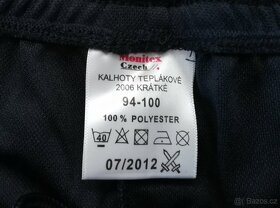 Monitex
Czech
KALHOTY TEPLÁKOVÉ
2006 KRÁTKÉ
94-100
100 % POLYESTER
40
07/2012
bazos.cz